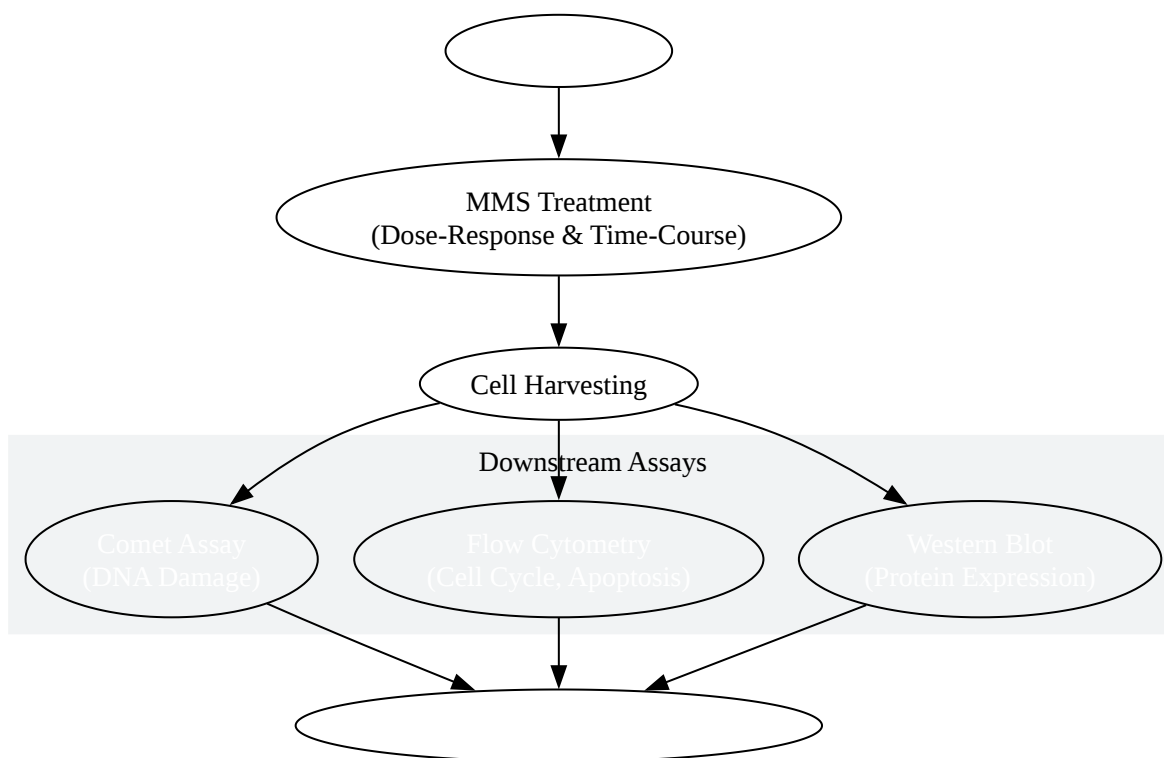 MMS Treatment
(Dose-Response & Time-Course)
Cell Harvesting
Downstream Assays
Comet Assay
(DNA Damage)
Flow Cytometry
(Cell Cycle, Apoptosis)
Western Blot
(Protein Expression)